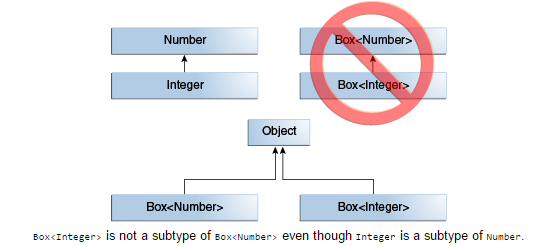 Number
Box<Number>
Integer
Box<Integer>
Object
Box<Number>
Box<Integer>
Box<Integer> is not a subtype of Box<Number> even though Integer is a subtype of Number.